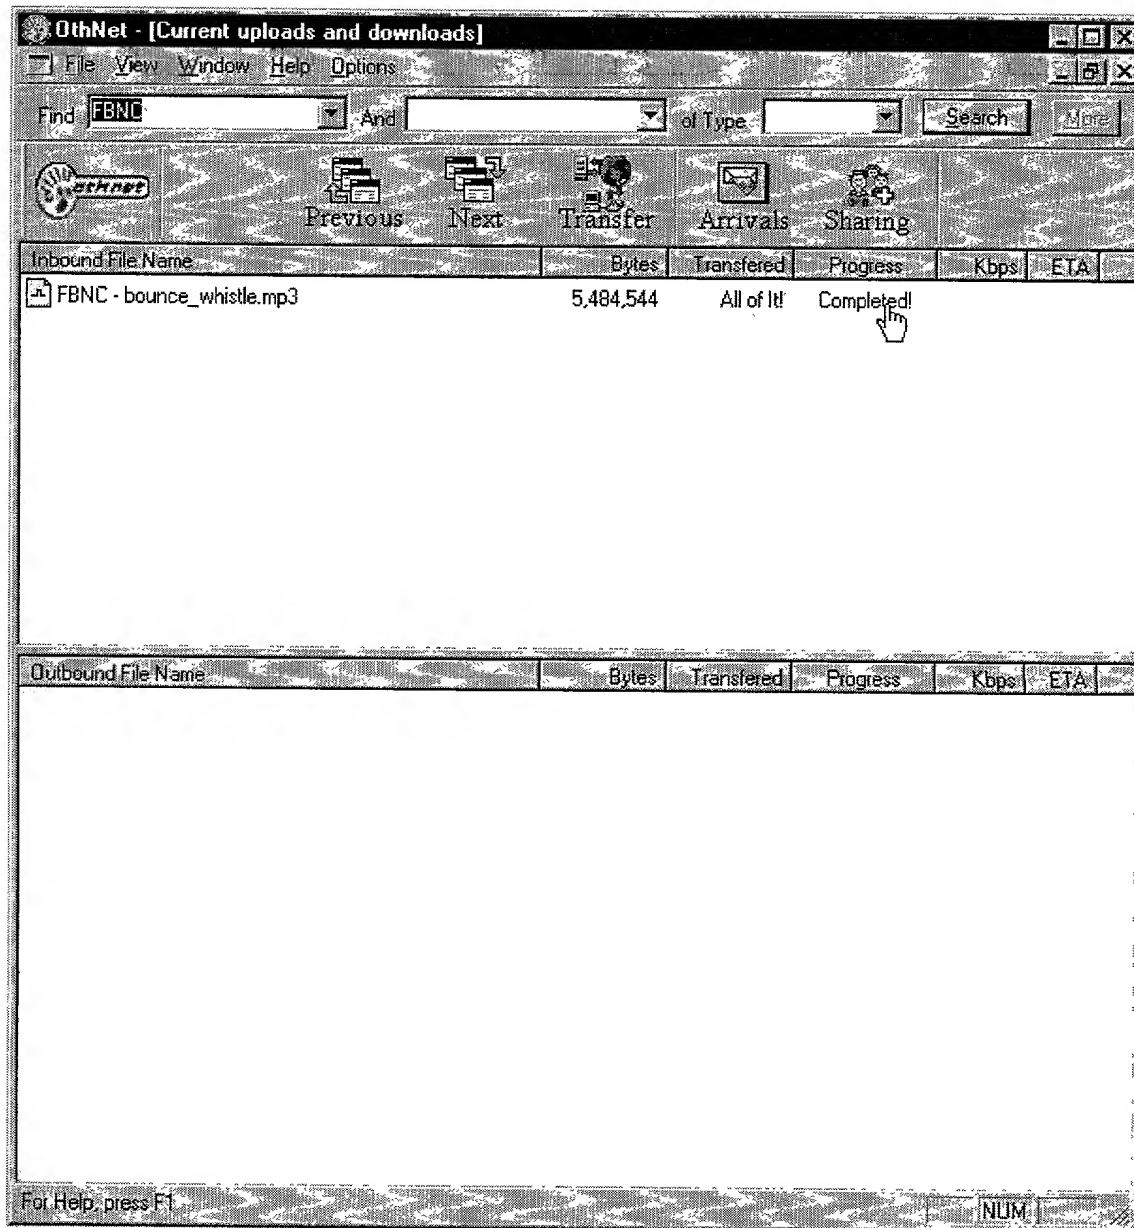 OthNet - [Current uploads and downloads]
File View Window Help Options
Find FBNC And of Type Search More
othnet Previous Next Transfer Arrivals Sharing
Inbound File Name Bytes Transfered Progress Kbps ETA
FBNC - bounce_whistle.mp3 5,484,544 All of It! Completed!
Outbound File Name Bytes Transfered Progress Kbps ETA
For Help, press F1 NUM